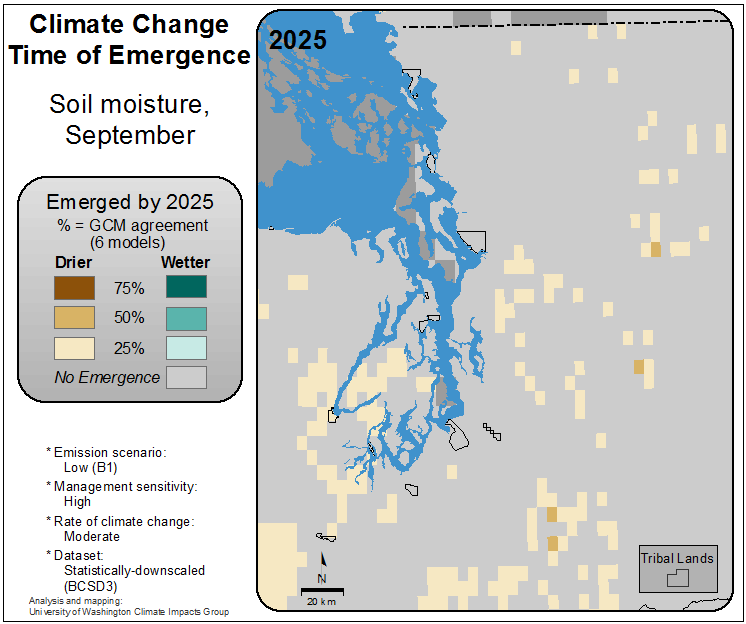 Climate Change
Time of Emergence
Soil moisture,
September
Emerged by 2025
% = GCM agreement
(6 models)
Drier Wetter
75%
50%
25%
No Emergence
* Emission scenario:
Low (B1)
* Management sensitivity:
High
* Rate of climate change:
Moderate
* Dataset:
Statistically-downscaled
(BCSD3)
Analysis and mapping:
University of Washington Climate Impacts Group
2025
N
20 km
Tribal Lands